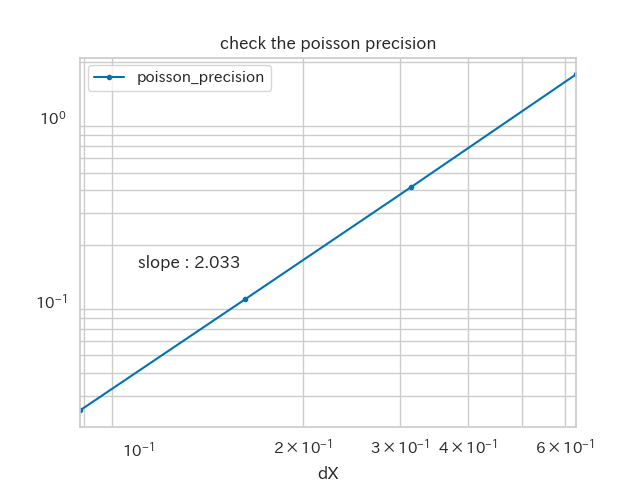 check the poisson precision
poisson_precision
10⁰
slope : 2.033
10⁻¹
10⁻¹
2×10⁻¹
3×10⁻¹
4×10⁻¹
6×10⁻¹
dX